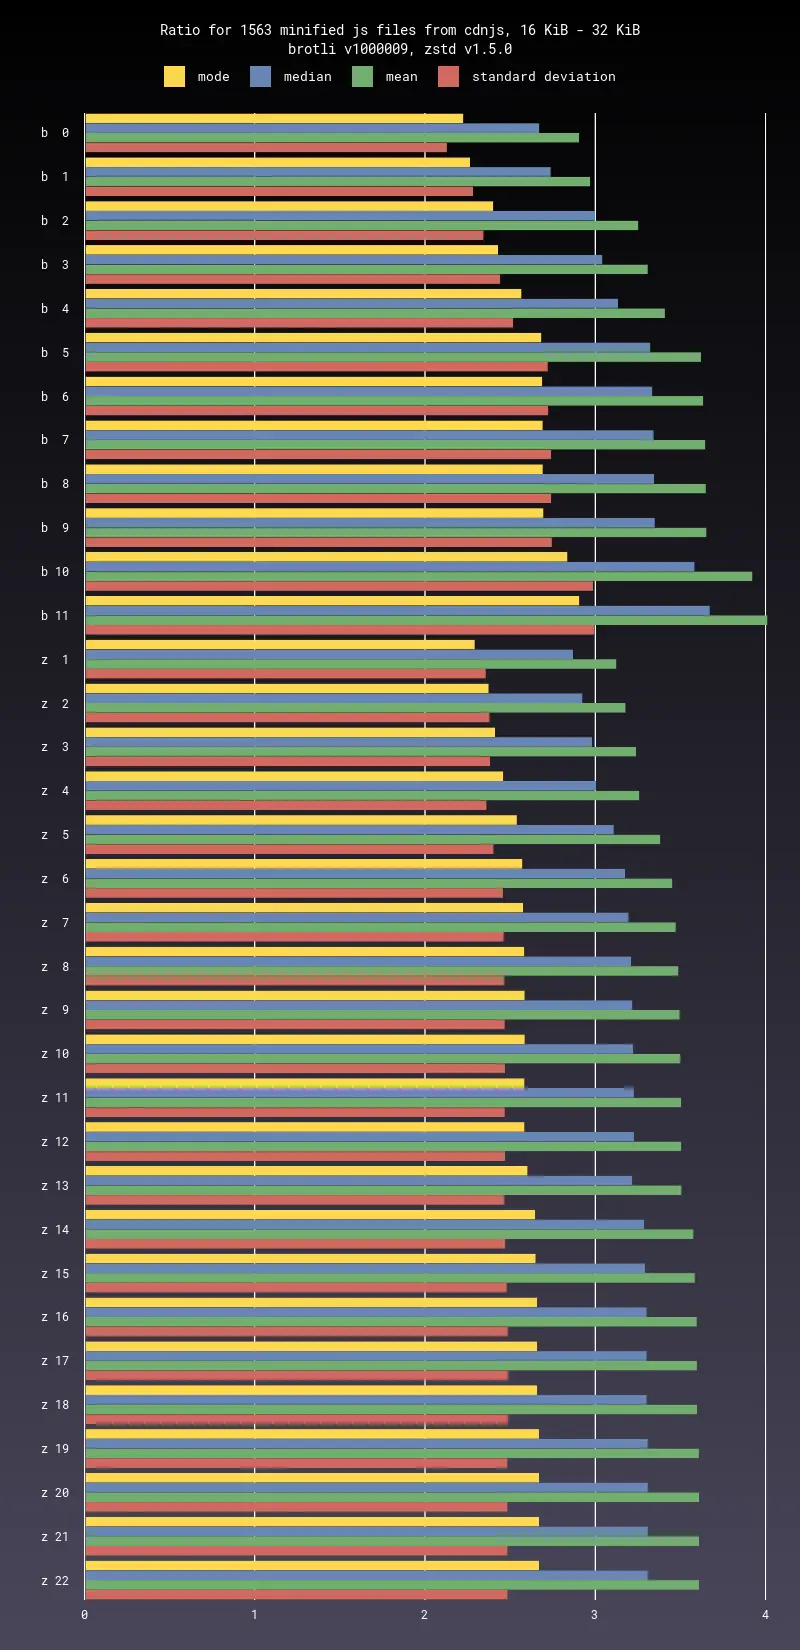 Ratio for 1563 minified js files from cdnjs, 16 KiB - 32 KiB
brotli v1000009, zstd v1.5.0
mode median mean standard deviation
b 0
b 1
b 2
b 3
b 4
b 5
b 6
b 7
b 8
b 9
b 10
b 11
z 1
z 2
z 3
z 4
z 5
z 6
z 7
z 8
z 9
z 10
z 11
z 12
z 13
z 14
z 15
z 16
z 17
z 18
z 19
z 20
z 21
z 22
0 1 2 3 4